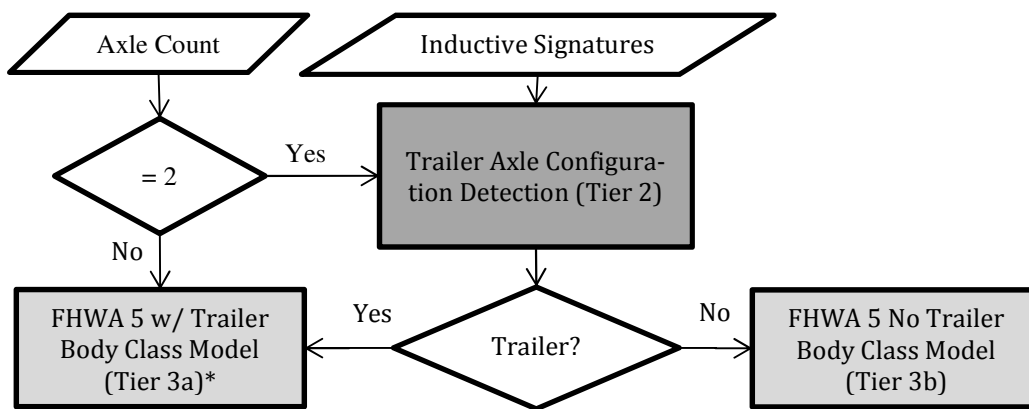 Axle Count
Inductive Signatures
= 2
Yes
Trailer Axle Configura-
tion Detection (Tier 2)
No
FHWA 5 w/ Trailer
Body Class Model
(Tier 3a)*
Yes
Trailer?
No
FHWA 5 No Trailer
Body Class Model
(Tier 3b)